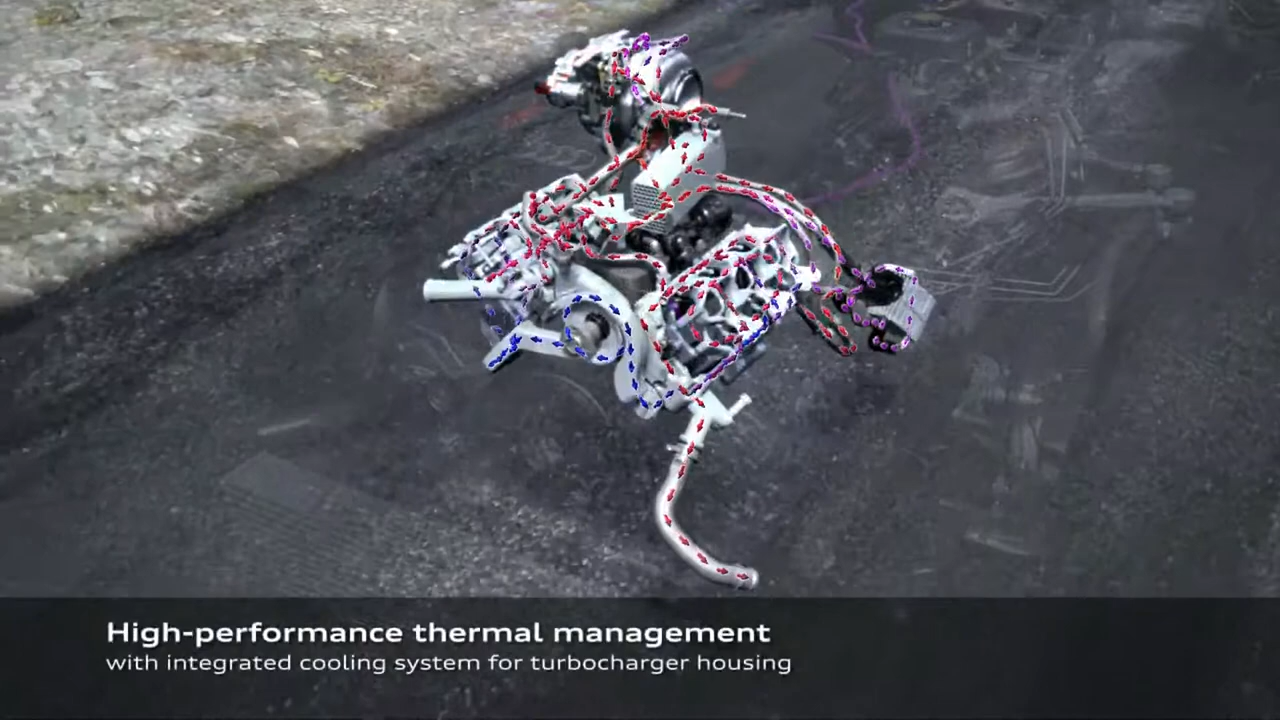 High-performance thermal management
with integrated cooling system for turbocharger housing